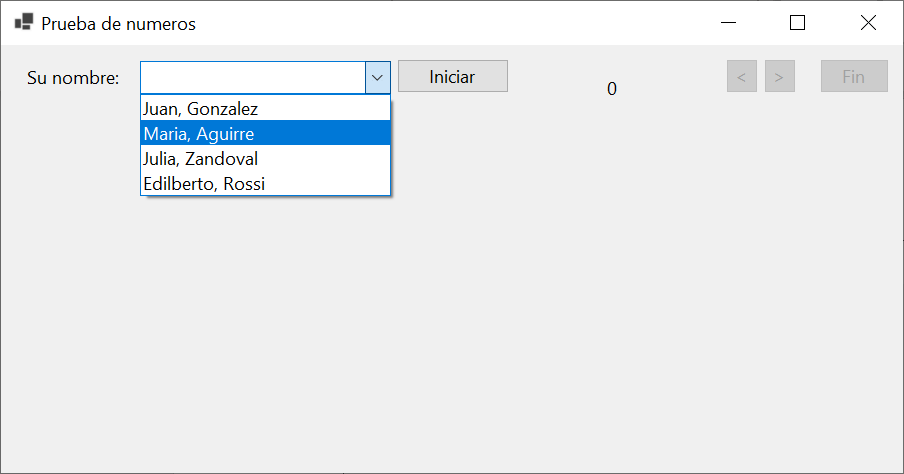 Prueba de numeros
Su nombre:
Iniciar
0
<
>
Fin
Juan, Gonzalez
Maria, Aguirre
Julia, Zandoval
Edilberto, Rossi